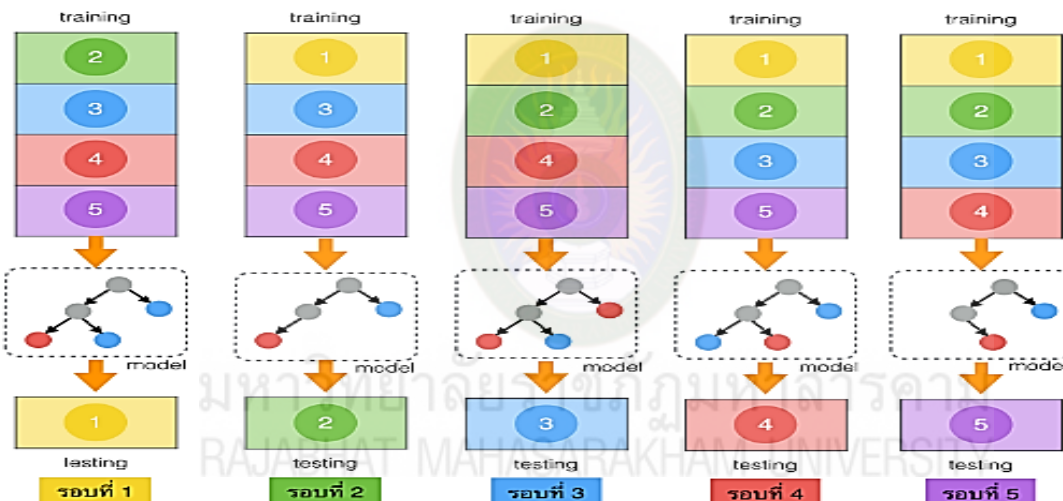 training training training training training
2 1 1 1 1
3 3 2 2 2
4 4 4 3 3
5 5 5 5 4
model model model model model
มหาวิทยาลัยราชภัฏมหาสารคาม
1 2 3 4 5
RAJABHAT MAHASARAKHAM UNIVERSITY
testing testing testing testing testing
รอบที่ 1 รอบที่ 2 รอบที่ 3 รอบที่ 4 รอบที่ 5